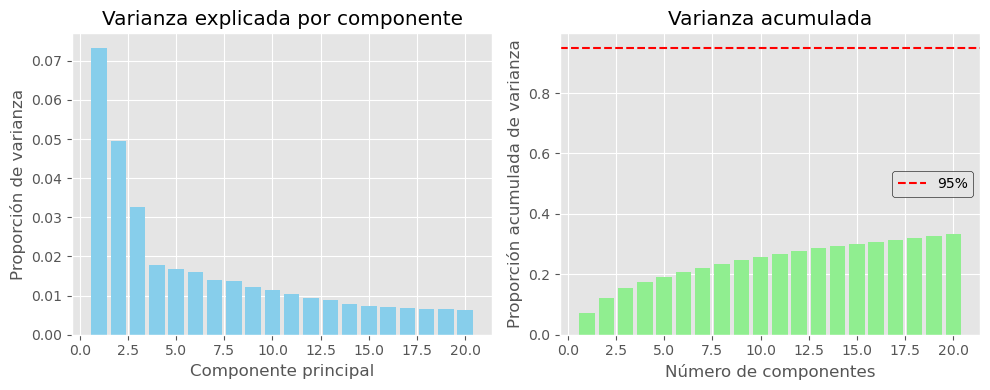 Varianza explicada por componente
Proporción de varianza
0.07
0.06
0.05
0.04
0.03
0.02
0.01
0.00
0.0 2.5 5.0 7.5 10.0 12.5 15.0 17.5 20.0
Componente principal
Varianza acumulada
Proporción acumulada de varianza
0.8
0.6
0.4
0.2
0.0
95%
0.0 2.5 5.0 7.5 10.0 12.5 15.0 17.5 20.0
Número de componentes